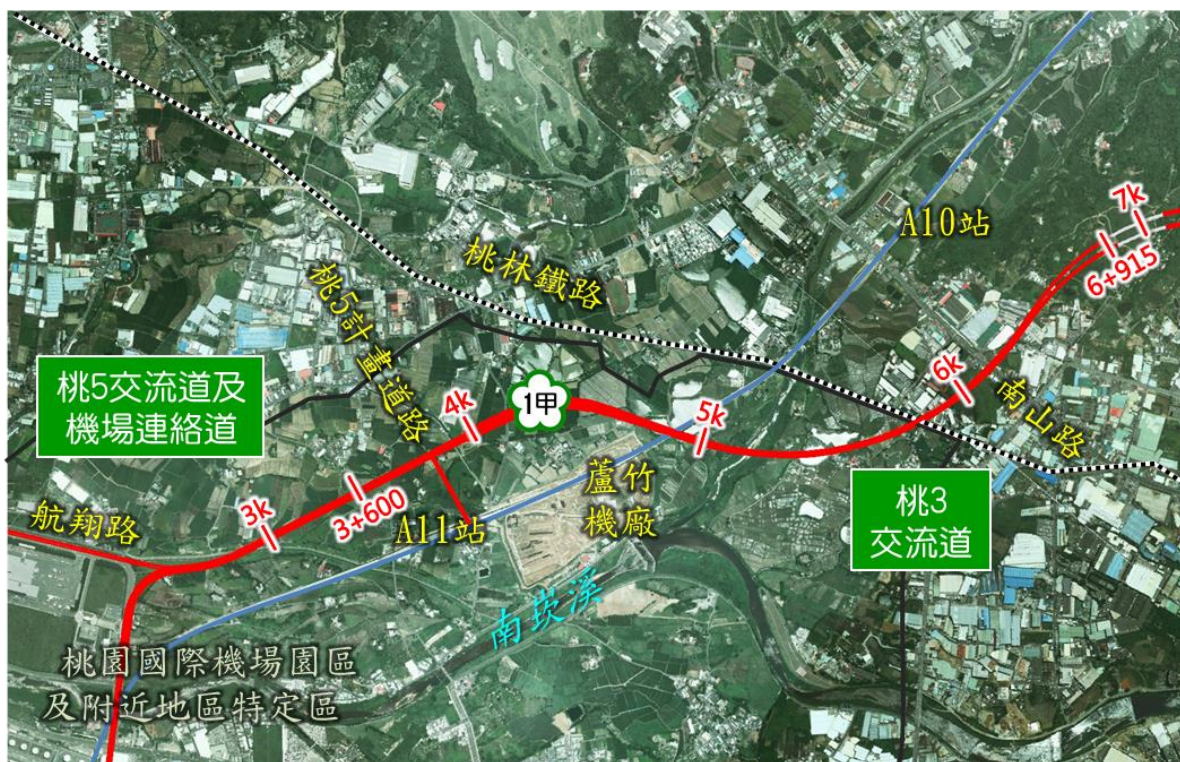 7k
6+915
A10站
桃林鐵路
桃5計畫道路
6k
南山路
桃5交流道及
機場連絡道
1甲
4k
5k
3k
3+600
A11站
蘆竹
機廠
桃3
交流道
航翔路
南崁溪
桃園國際機場園區
及附近地區特定區